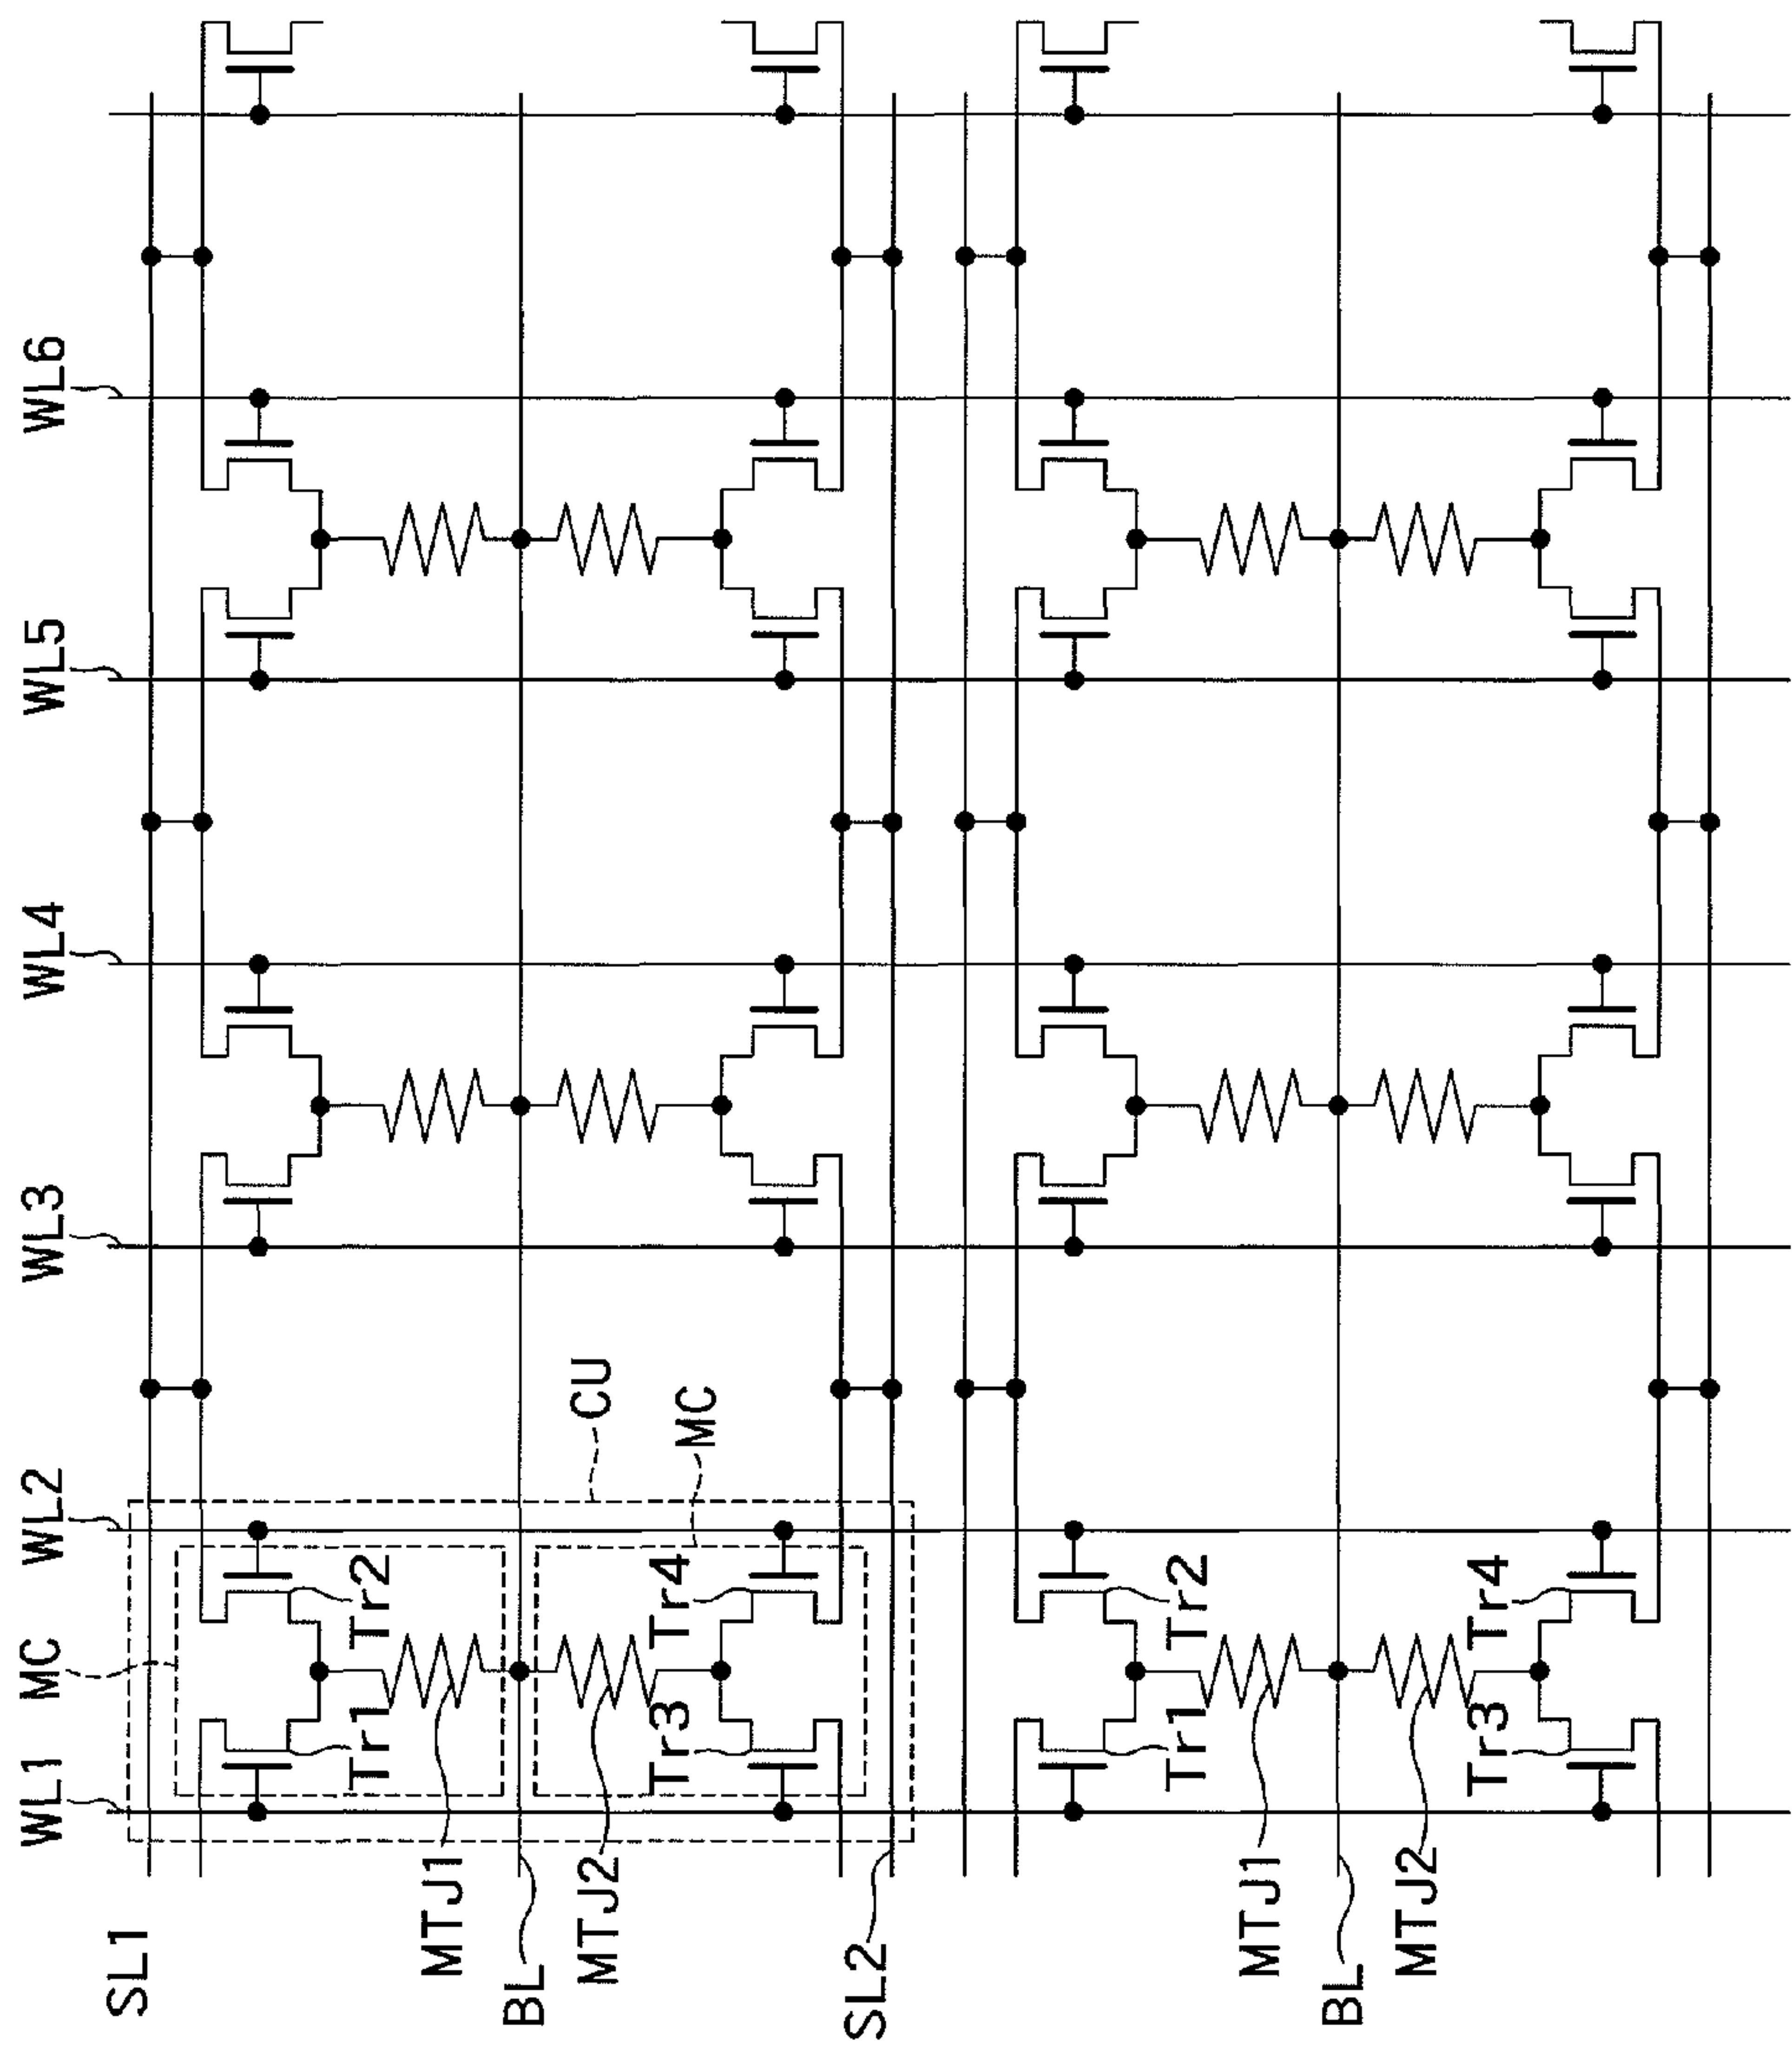 WL1 MC WL2 WL3 WL4 WL5 WL6
SL1
Tr1 Tr2
MTJ1
BL
MTJ2 CU
Tr3 Tr4 MC
SL2
Tr1 Tr2
MTJ1
BL
MTJ2
Tr3 Tr4